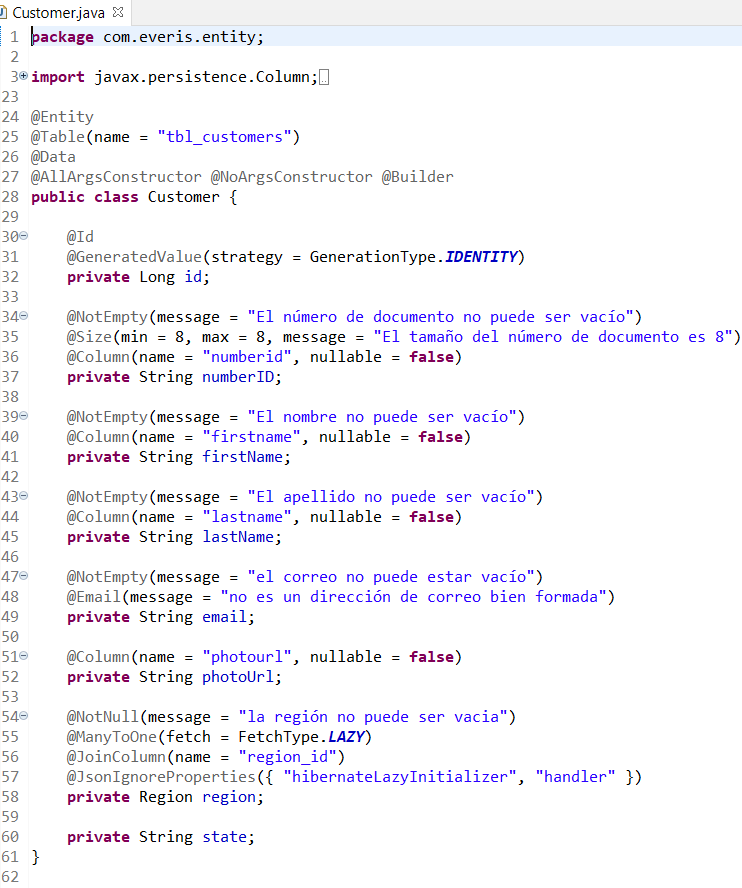 Customer.java
1 package com.everis.entity;
2
3 import javax.persistence.Column;
23
24 @Entity
25 @Table(name = "tbl_customers")
26 @Data
27 @AllArgsConstructor @NoArgsConstructor @Builder
28 public class Customer {
29
30 @Id
31 @GeneratedValue(strategy = GenerationType.IDENTITY)
32 private Long id;
33
34 @NotEmpty(message = "El número de documento no puede ser vacío")
35 @Size(min = 8, max = 8, message = "El tamaño del número de documento es 8")
36 @Column(name = "numberid", nullable = false)
37 private String numberID;
38
39 @NotEmpty(message = "El nombre no puede ser vacío")
40 @Column(name = "firstname", nullable = false)
41 private String firstName;
42
43 @NotEmpty(message = "El apellido no puede ser vacío")
44 @Column(name = "lastname", nullable = false)
45 private String lastName;
46
47 @NotEmpty(message = "el correo no puede estar vacío")
48 @Email(message = "no es un dirección de correo bien formada")
49 private String email;
50
51 @Column(name = "photourl", nullable = false)
52 private String photoUrl;
53
54 @NotNull(message = "la región no puede ser vacia")
55 @ManyToOne(fetch = FetchType.LAZY)
56 @JoinColumn(name = "region_id")
57 @JsonIgnoreProperties({ "hibernateLazyInitializer", "handler" })
58 private Region region;
59
60 private String state;
61 }
62